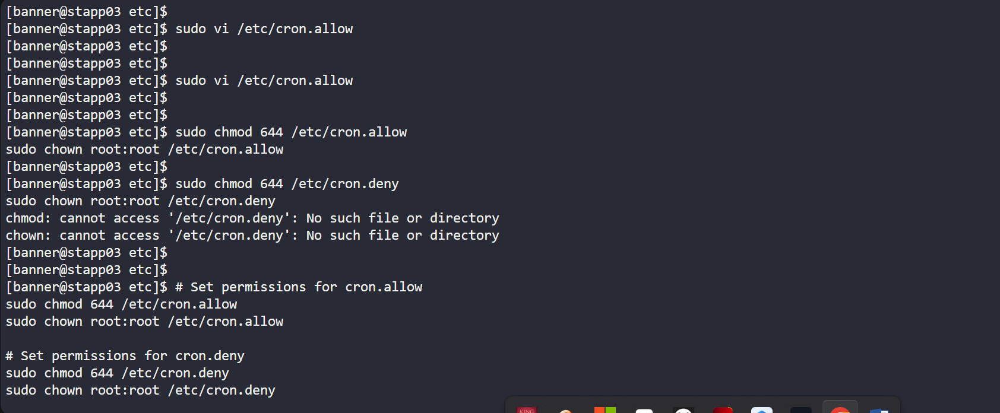 [banner@stapp03 etc]$
[banner@stapp03 etc]$ sudo vi /etc/cron.allow
[banner@stapp03 etc]$
[banner@stapp03 etc]$
[banner@stapp03 etc]$ sudo vi /etc/cron.allow
[banner@stapp03 etc]$
[banner@stapp03 etc]$
[banner@stapp03 etc]$ sudo chmod 644 /etc/cron.allow
sudo chown root:root /etc/cron.allow
[banner@stapp03 etc]$
[banner@stapp03 etc]$ sudo chmod 644 /etc/cron.deny
sudo chown root:root /etc/cron.deny
chmod: cannot access '/etc/cron.deny': No such file or directory
chown: cannot access '/etc/cron.deny': No such file or directory
[banner@stapp03 etc]$
[banner@stapp03 etc]$
[banner@stapp03 etc]$ # Set permissions for cron.allow
sudo chmod 644 /etc/cron.allow
sudo chown root:root /etc/cron.allow
# Set permissions for cron.deny
sudo chmod 644 /etc/cron.deny
sudo chown root:root /etc/cron.deny
KING